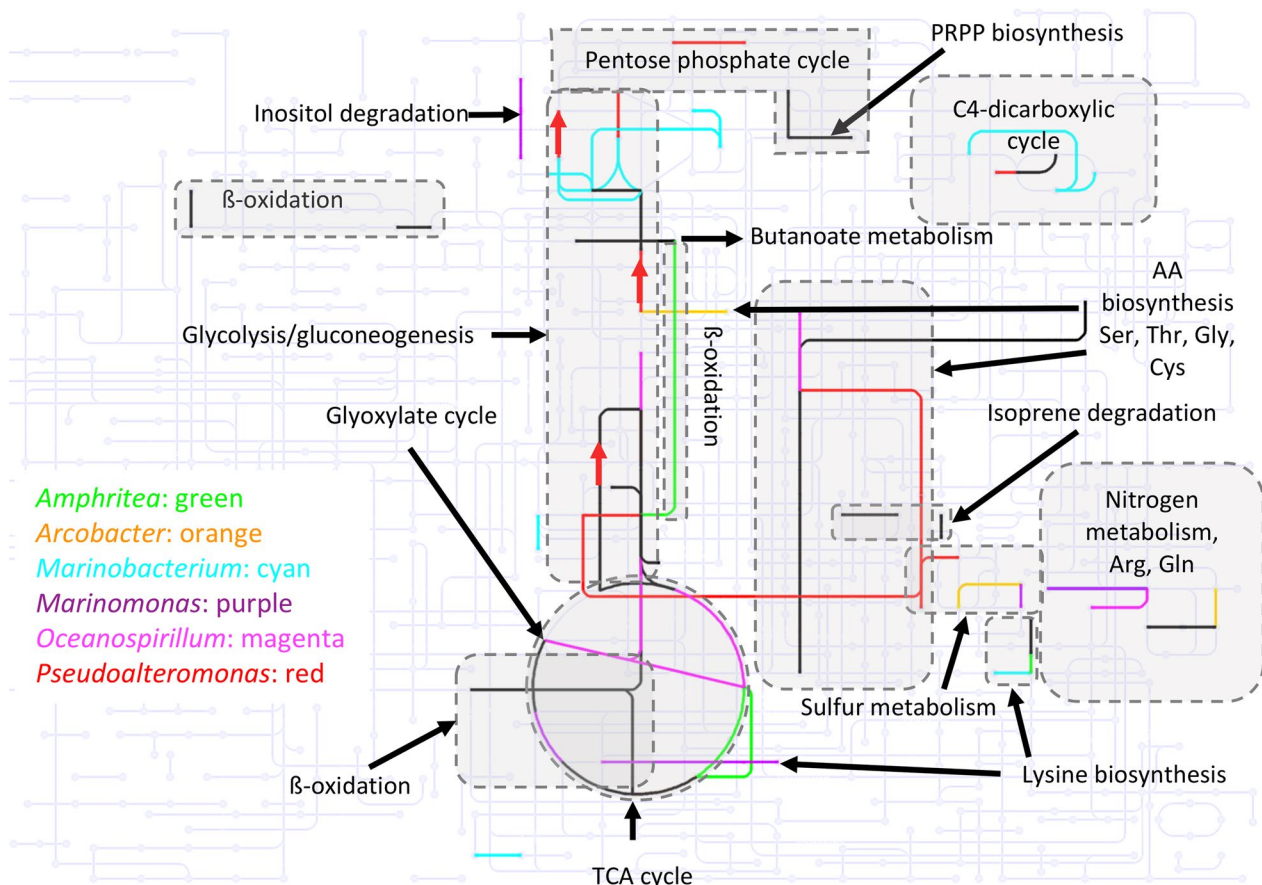 PRPP biosynthesis
Pentose phosphate cycle
Inositol degradation
C4-dicarboxylic
cycle
ß-oxidation
Butanoate metabolism
AA
biosynthesis
Ser, Thr, Gly,
Cys
Glycolysis/gluconeogenesis
ß-oxidation
Glyoxylate cycle
Isoprene degradation
Amphritea: green
Arcobacter: orange
Marinobacterium: cyan
Marinomonas: purple
Oceanospirillum: magenta
Pseudoalteromonas: red
Nitrogen
metabolism,
Arg, Gln
Sulfur metabolism
ß-oxidation
Lysine biosynthesis
TCA cycle